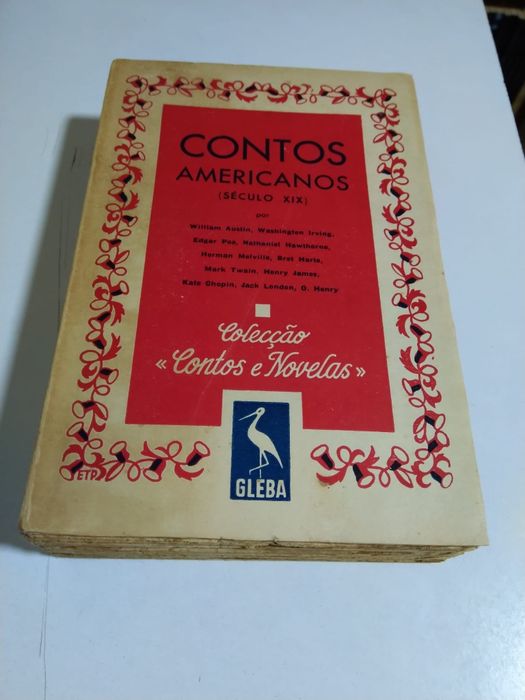 CONTOS
AMERICANOS
(SÉCULO XIX)
por
William Austin, Washington Irving,
Edgar Poe, Nathaniel Hawthorne,
Herman Melville, Bret Harte,
Mark Twain, Henry James,
Kate Chopin, Jack London, O. Henry
Colecção
«Contos e Novelas»
GLEBA
ETP